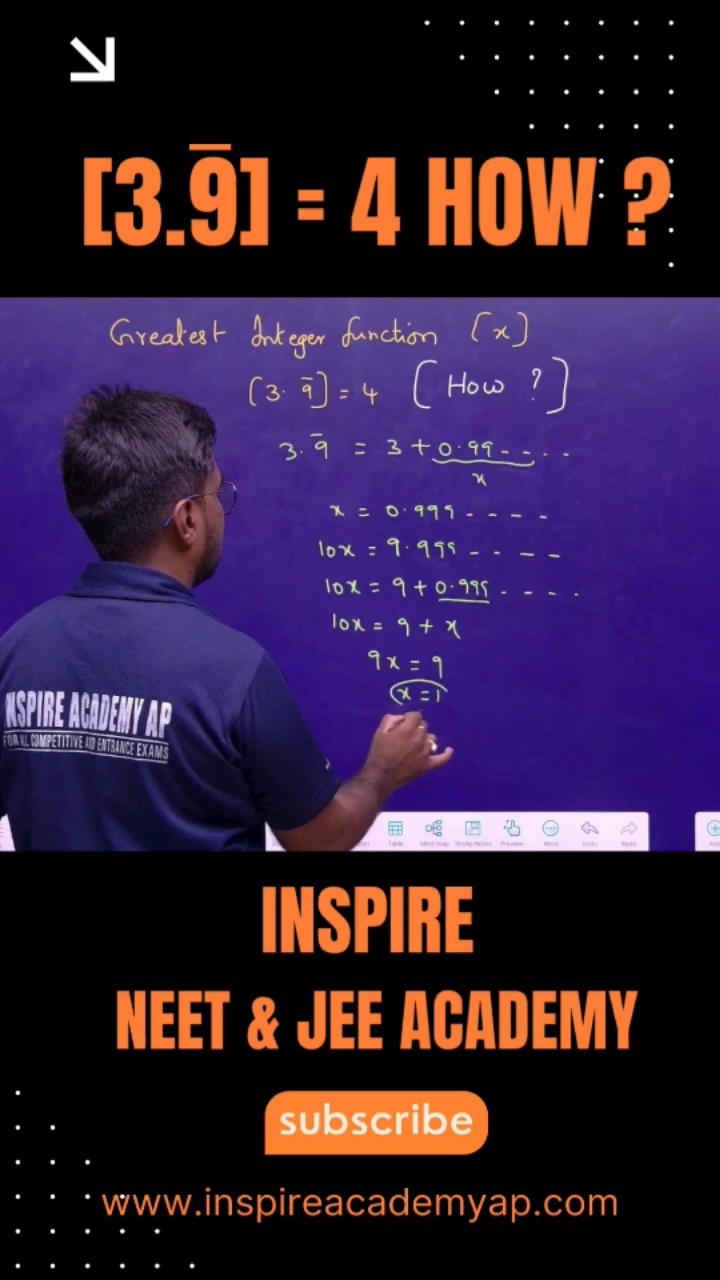 [3.9̅] = 4 HOW ?
Greatest Integer function [x]
[3. 9̅] = 4 [ How ? ]
3.9̅ = 3 + 0.99-----
x
x = 0.999 - - - -
10x = 9.999 - - - -
10x = 9 + 0.999 - - - -
10x = 9 + x
9x = 9
x = 1
INSPIRE ACADEMY AP
FOR ALL COMPETITIVE AND ENTRANCE EXAMS
Table Mind map Sticky Notes Preview More Undo Redo
INSPIRE
NEET & JEE ACADEMY
subscribe
www.inspireacademyap.com